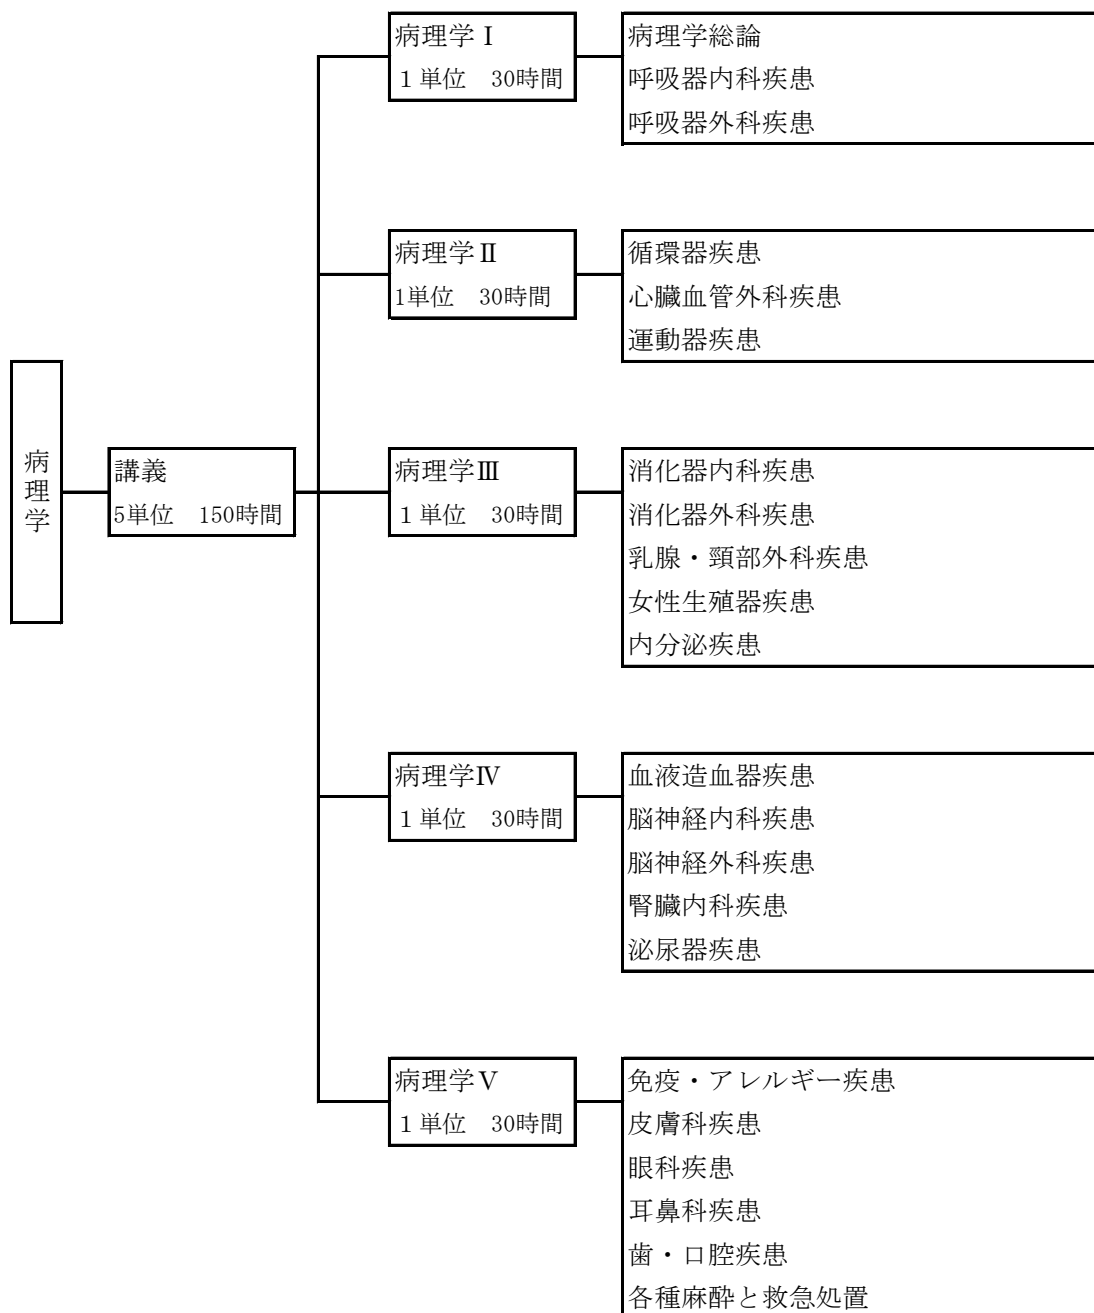 病理学
講義
5単位　150時間
病理学Ⅰ
１単位　30時間
病理学総論
呼吸器内科疾患
呼吸器外科疾患
病理学Ⅱ
1単位　30時間
循環器疾患
心臓血管外科疾患
運動器疾患
病理学Ⅲ
１単位　30時間
消化器内科疾患
消化器外科疾患
乳腺・頸部外科疾患
女性生殖器疾患
内分泌疾患
病理学Ⅳ
１単位　30時間
血液造血器疾患
脳神経内科疾患
脳神経外科疾患
腎臓内科疾患
泌尿器疾患
病理学Ⅴ
１単位　30時間
免疫・アレルギー疾患
皮膚科疾患
眼科疾患
耳鼻科疾患
歯・口腔疾患
各種麻酔と救急処置